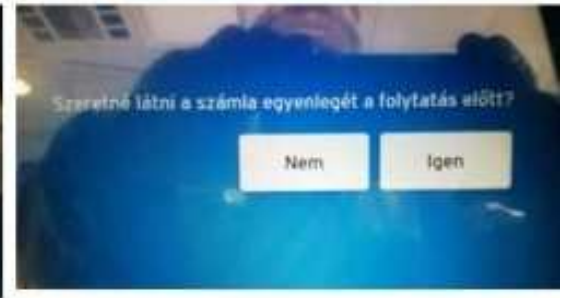 Szeretné látni a számla egyenlegét a folytatás előtt?
Nem
Igen